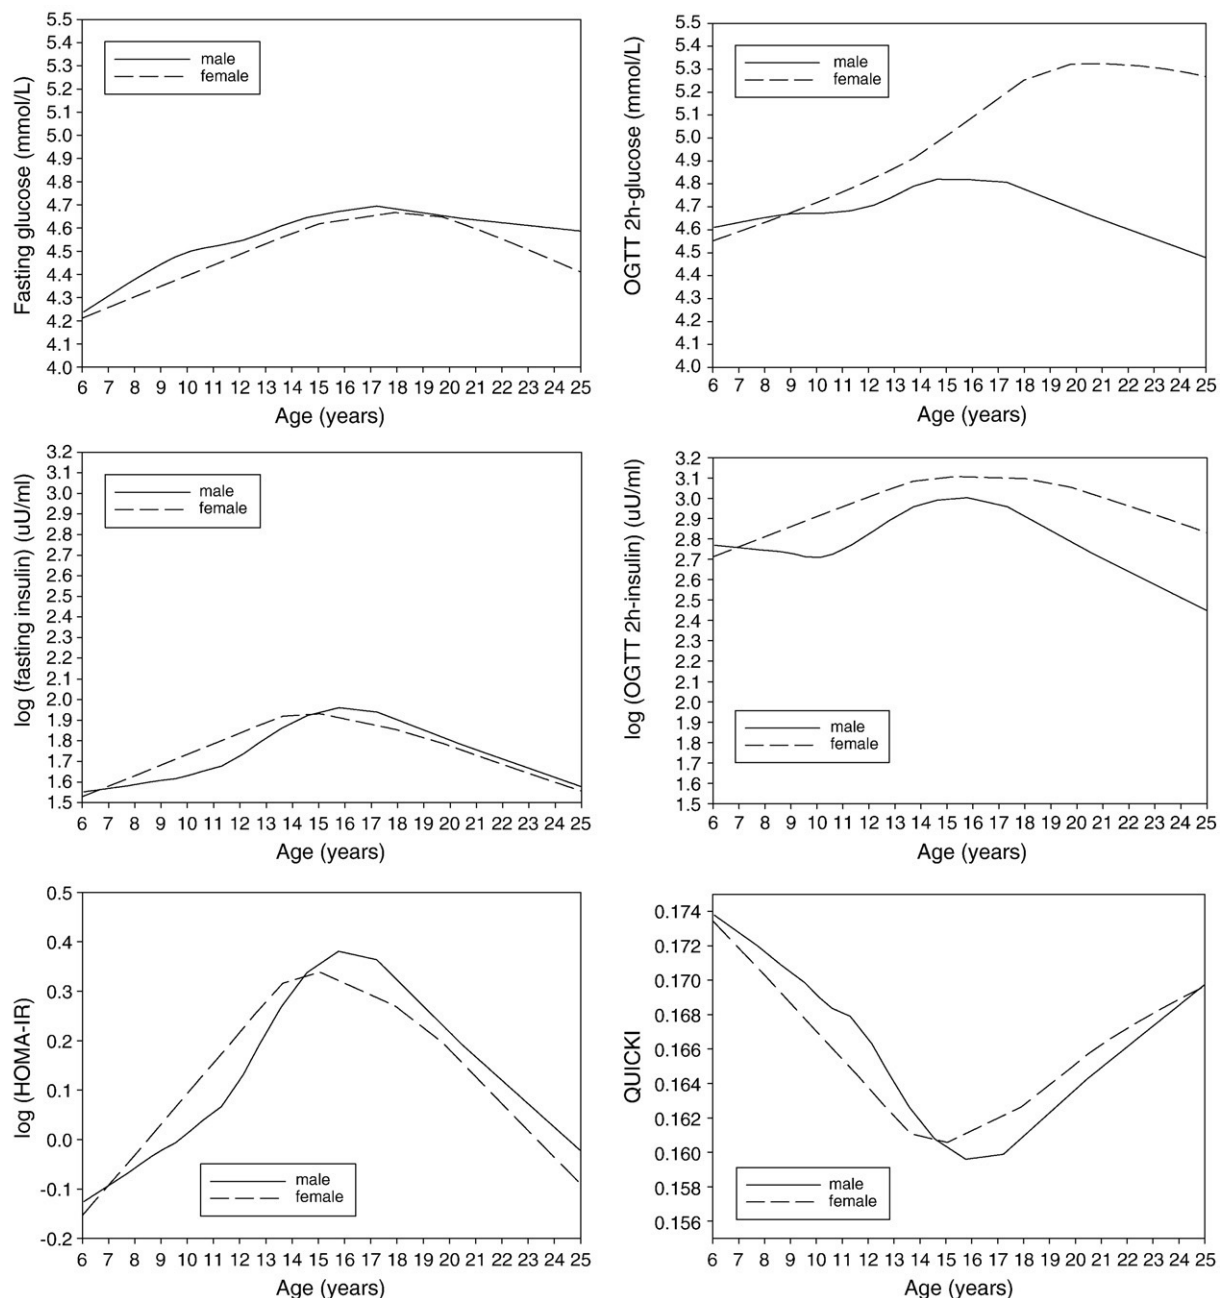 Fasting glucose (mmol/L)
5.5
5.4
5.3
5.2
5.1
5.0
4.9
4.8
4.7
4.6
4.5
4.4
4.3
4.2
4.1
4.0
male
female
6 7 8 9 10 11 12 13 14 15 16 17 18 19 20 21 22 23 24 25
Age (years)
OGTT 2h-glucose (mmol/L)
5.5
5.4
5.3
5.2
5.1
5.0
4.9
4.8
4.7
4.6
4.5
4.4
4.3
4.2
4.1
4.0
male
female
6 7 8 9 10 11 12 13 14 15 16 17 18 19 20 21 22 23 24 25
Age (years)
log (fasting insulin) (uU/ml)
3.2
3.1
3.0
2.9
2.8
2.7
2.6
2.5
2.4
2.3
2.2
2.1
2.0
1.9
1.8
1.7
1.6
1.5
male
female
6 7 8 9 10 11 12 13 14 15 16 17 18 19 20 21 22 23 24 25
Age (years)
log (OGTT 2h-insulin) (uU/ml)
3.2
3.1
3.0
2.9
2.8
2.7
2.6
2.5
2.4
2.3
2.2
2.1
2.0
1.9
1.8
1.7
1.6
1.5
male
female
6 7 8 9 10 11 12 13 14 15 16 17 18 19 20 21 22 23 24 25
Age (years)
log (HOMA-IR)
0.5
0.4
0.3
0.2
0.1
0.0
-0.1
-0.2
male
female
6 7 8 9 10 11 12 13 14 15 16 17 18 19 20 21 22 23 24 25
Age (years)
QUICKI
0.174
0.172
0.170
0.168
0.166
0.164
0.162
0.160
0.158
0.156
male
female
6 7 8 9 10 11 12 13 14 15 16 17 18 19 20 21 22 23 24 25
Age (years)